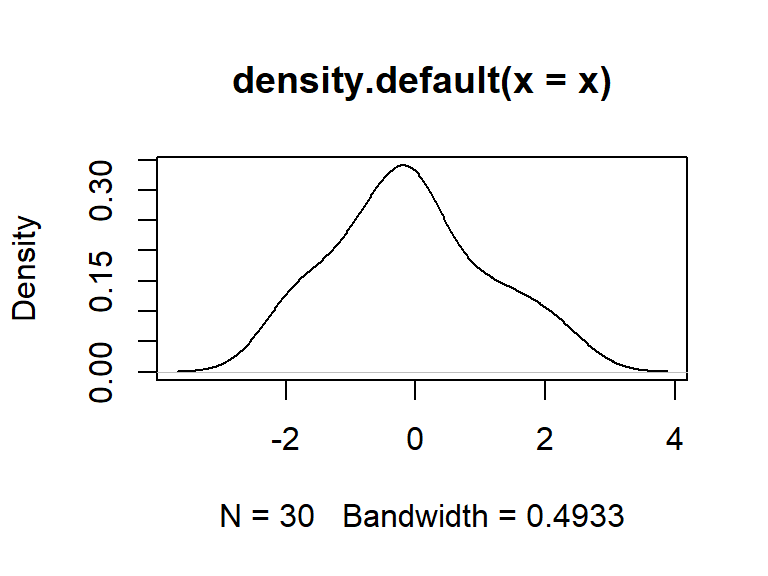 density.default(x = x)
Density
0.30
0.15
0.00
-2 0 2 4
N = 30 Bandwidth = 0.4933